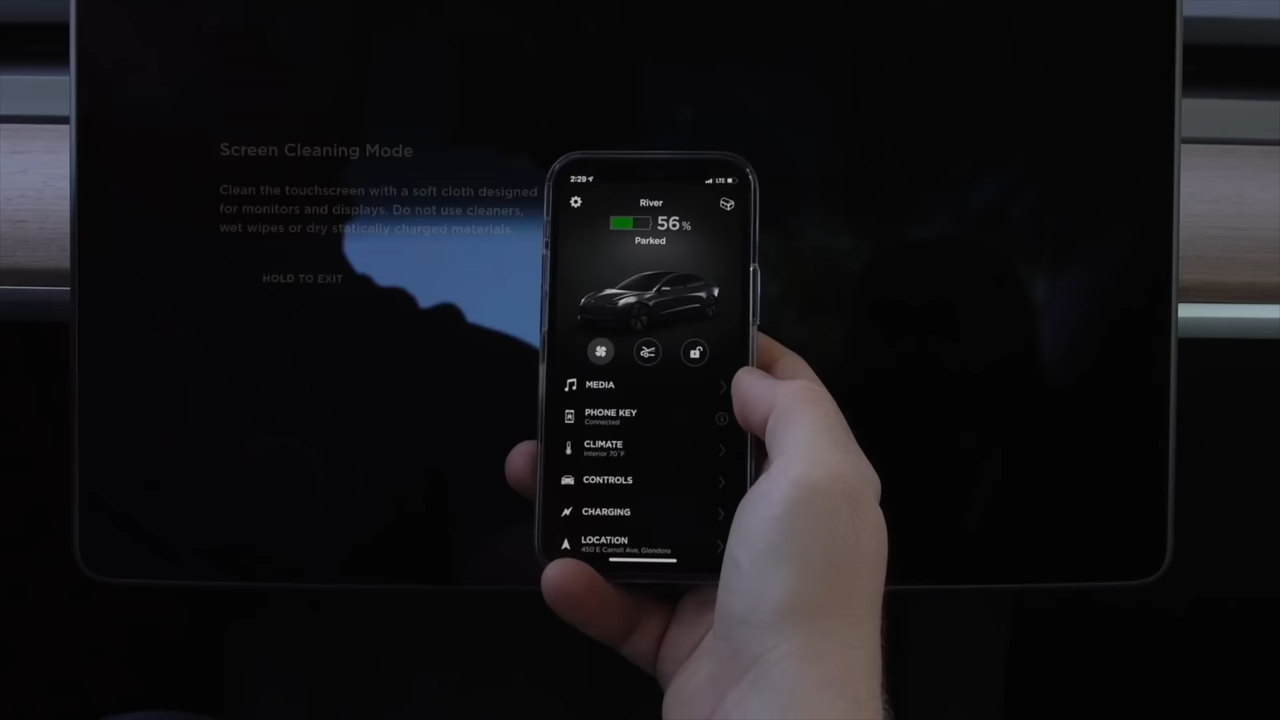 Screen Cleaning Mode
Clean the touchscreen with a soft cloth designed
for monitors and displays. Do not use cleaners,
wet wipes or dry statically charged materials.
HOLD TO EXIT
2:29
LTE
River
56%
Parked
MEDIA
PHONE KEY
Connected
CLIMATE
Interior 70°F
CONTROLS
CHARGING
LOCATION
450 E Carroll Ave, Glendora